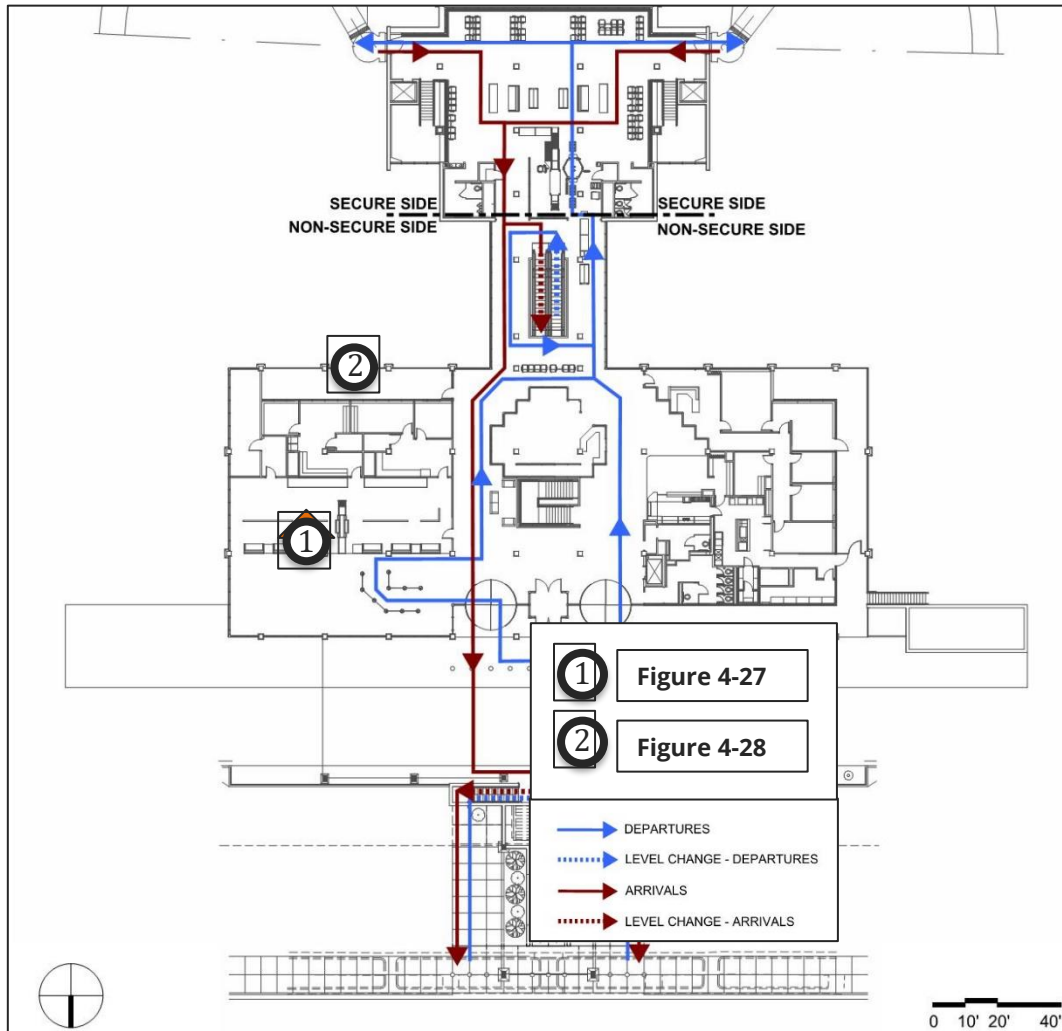 SECURE SIDE
SECURE SIDE
NON-SECURE SIDE
NON-SECURE SIDE
2
1
1
Figure 4-27
2
Figure 4-28
DEPARTURES
LEVEL CHANGE - DEPARTURES
ARRIVALS
LEVEL CHANGE - ARRIVALS
0 10' 20' 40'